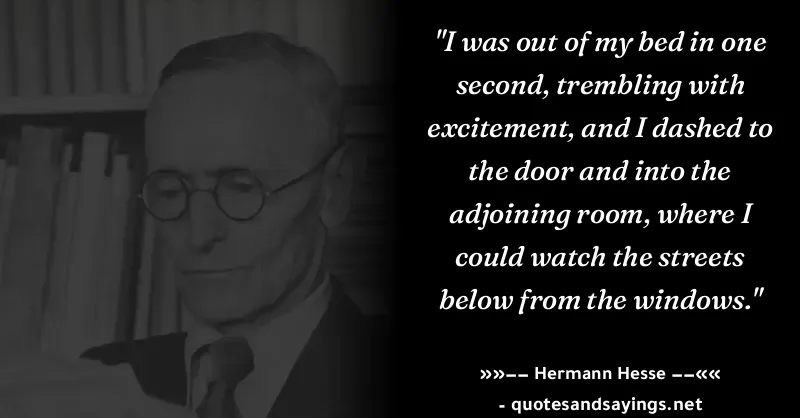 "I was out of my bed in one
second, trembling with
excitement, and I dashed to
the door and into the
adjoining room, where I
could watch the streets
below from the windows."
»»−− Hermann Hesse −−««
- quotesandsayings.net